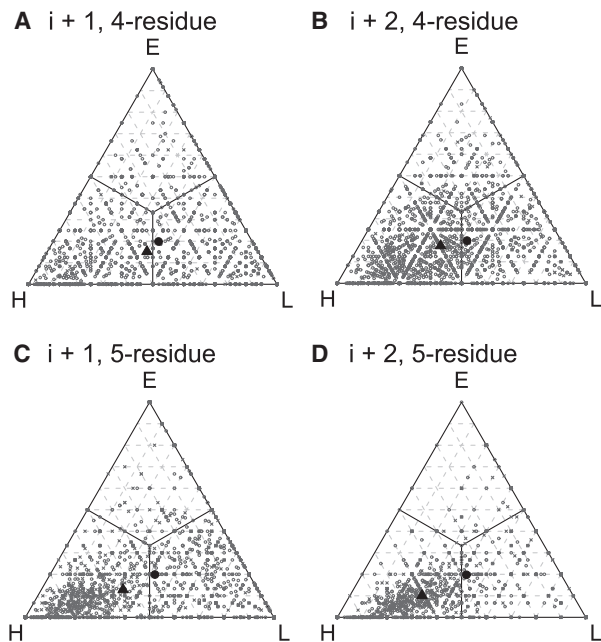 A i + 1, 4-residue
E
H
L
B i + 2, 4-residue
E
H
L
C i + 1, 5-residue
E
H
L
D i + 2, 5-residue
E
H
L